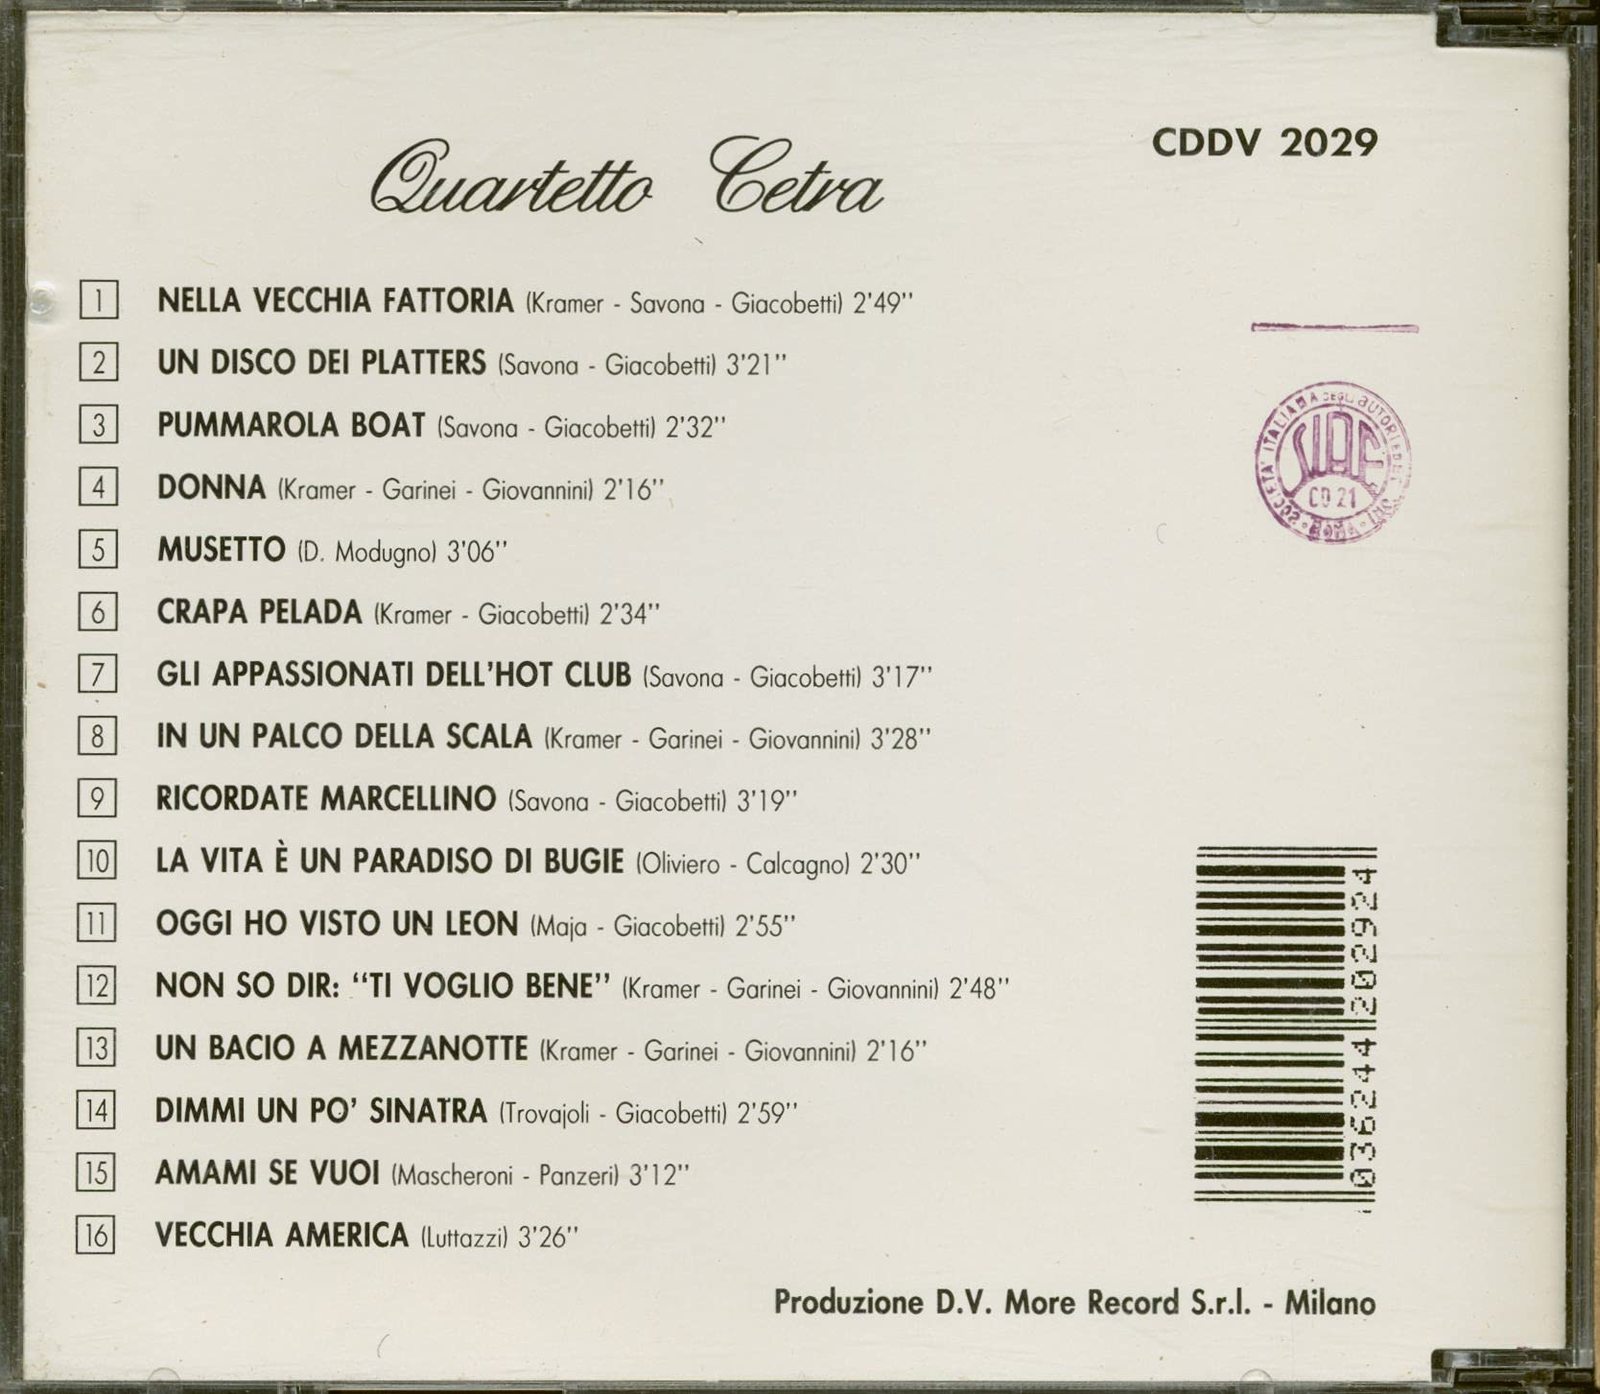 Quartetto Cetra
CDDV 2029
1 NELLA VECCHIA FATTORIA (Kramer - Savona - Giacobetti) 2'49''
2 UN DISCO DEI PLATTERS (Savona - Giacobetti) 3'21''
3 PUMMAROLA BOAT (Savona - Giacobetti) 2'32''
4 DONNA (Kramer - Garinei - Giovannini) 2'16''
5 MUSETTO (D. Modugno) 3'06''
6 CRAPA PELADA (Kramer - Giacobetti) 2'34''
7 GLI APPASSIONATI DELL'HOT CLUB (Savona - Giacobetti) 3'17''
8 IN UN PALCO DELLA SCALA (Kramer - Garinei - Giovannini) 3'28''
9 RICORDATE MARCELLINO (Savona - Giacobetti) 3'19''
10 LA VITA È UN PARADISO DI BUGIE (Oliviero - Calcagno) 2'30''
11 OGGI HO VISTO UN LEON (Maja - Giacobetti) 2'55''
12 NON SO DIR: “TI VOGLIO BENE” (Kramer - Garinei - Giovannini) 2'48''
13 UN BACIO A MEZZANOTTE (Kramer - Garinei - Giovannini) 2'16''
14 DIMMI UN PO' SINATRA (Trovajoli - Giacobetti) 2'59''
15 AMAMI SE VUOI (Mascheroni - Panzeri) 3'12''
16 VECCHIA AMERICA (Luttazzi) 3'26''
SOCIETA' ITALIANA DEGLI AUTORI ED
ROMA
SIAE
CD 21
036244 202924
Produzione D.V. More Record S.r.l. - Milano